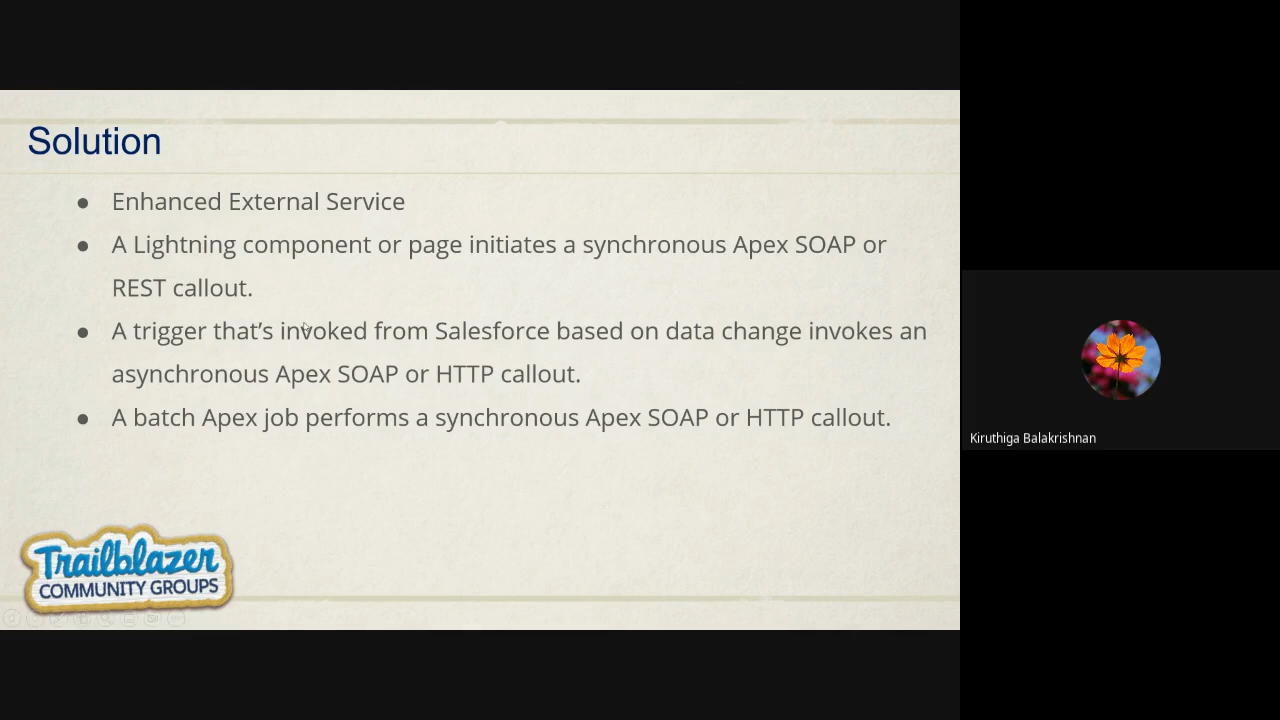 Solution
● Enhanced External Service
● A Lightning component or page initiates a synchronous Apex SOAP or
REST callout.
● A trigger that’s invoked from Salesforce based on data change invokes an
asynchronous Apex SOAP or HTTP callout.
● A batch Apex job performs a synchronous Apex SOAP or HTTP callout.
Trailblazer
COMMUNITY GROUPS
Kiruthiga Balakrishnan